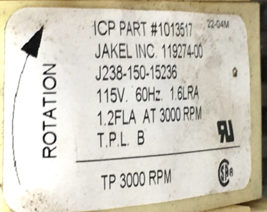 ICP PART #1013517 22-04M
JAKEL INC. 119274-00
J238-150-15236
115V. 60Hz. 1.6LRA
1.2FLA AT 3000 RPM
T.P.L. B
TP 3000 RPM
ROTATION